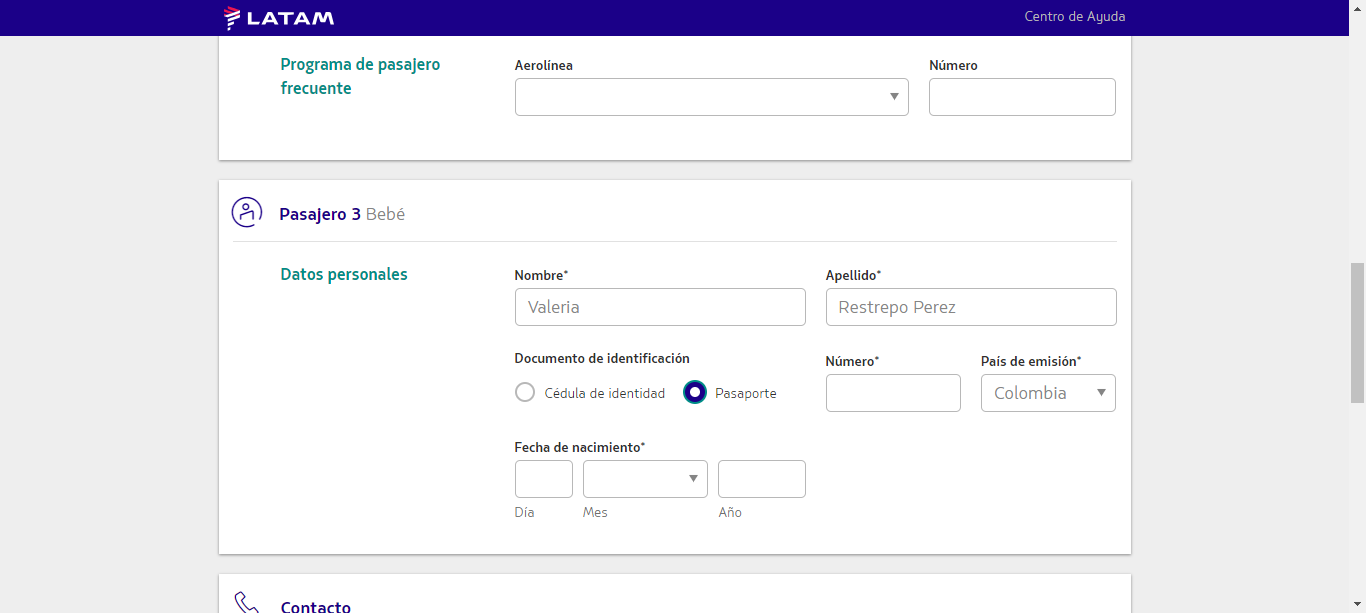 LATAM
Centro de Ayuda
Programa de pasajero
frecuente
Aerolínea
Número
Pasajero 3 Bebé
Datos personales
Nombre*
Apellido*
Valeria
Restrepo Perez
Documento de identificación
Número*
País de emisión*
Cédula de identidad
Pasaporte
Colombia
Fecha de nacimiento*
Día
Mes
Año
Contacto